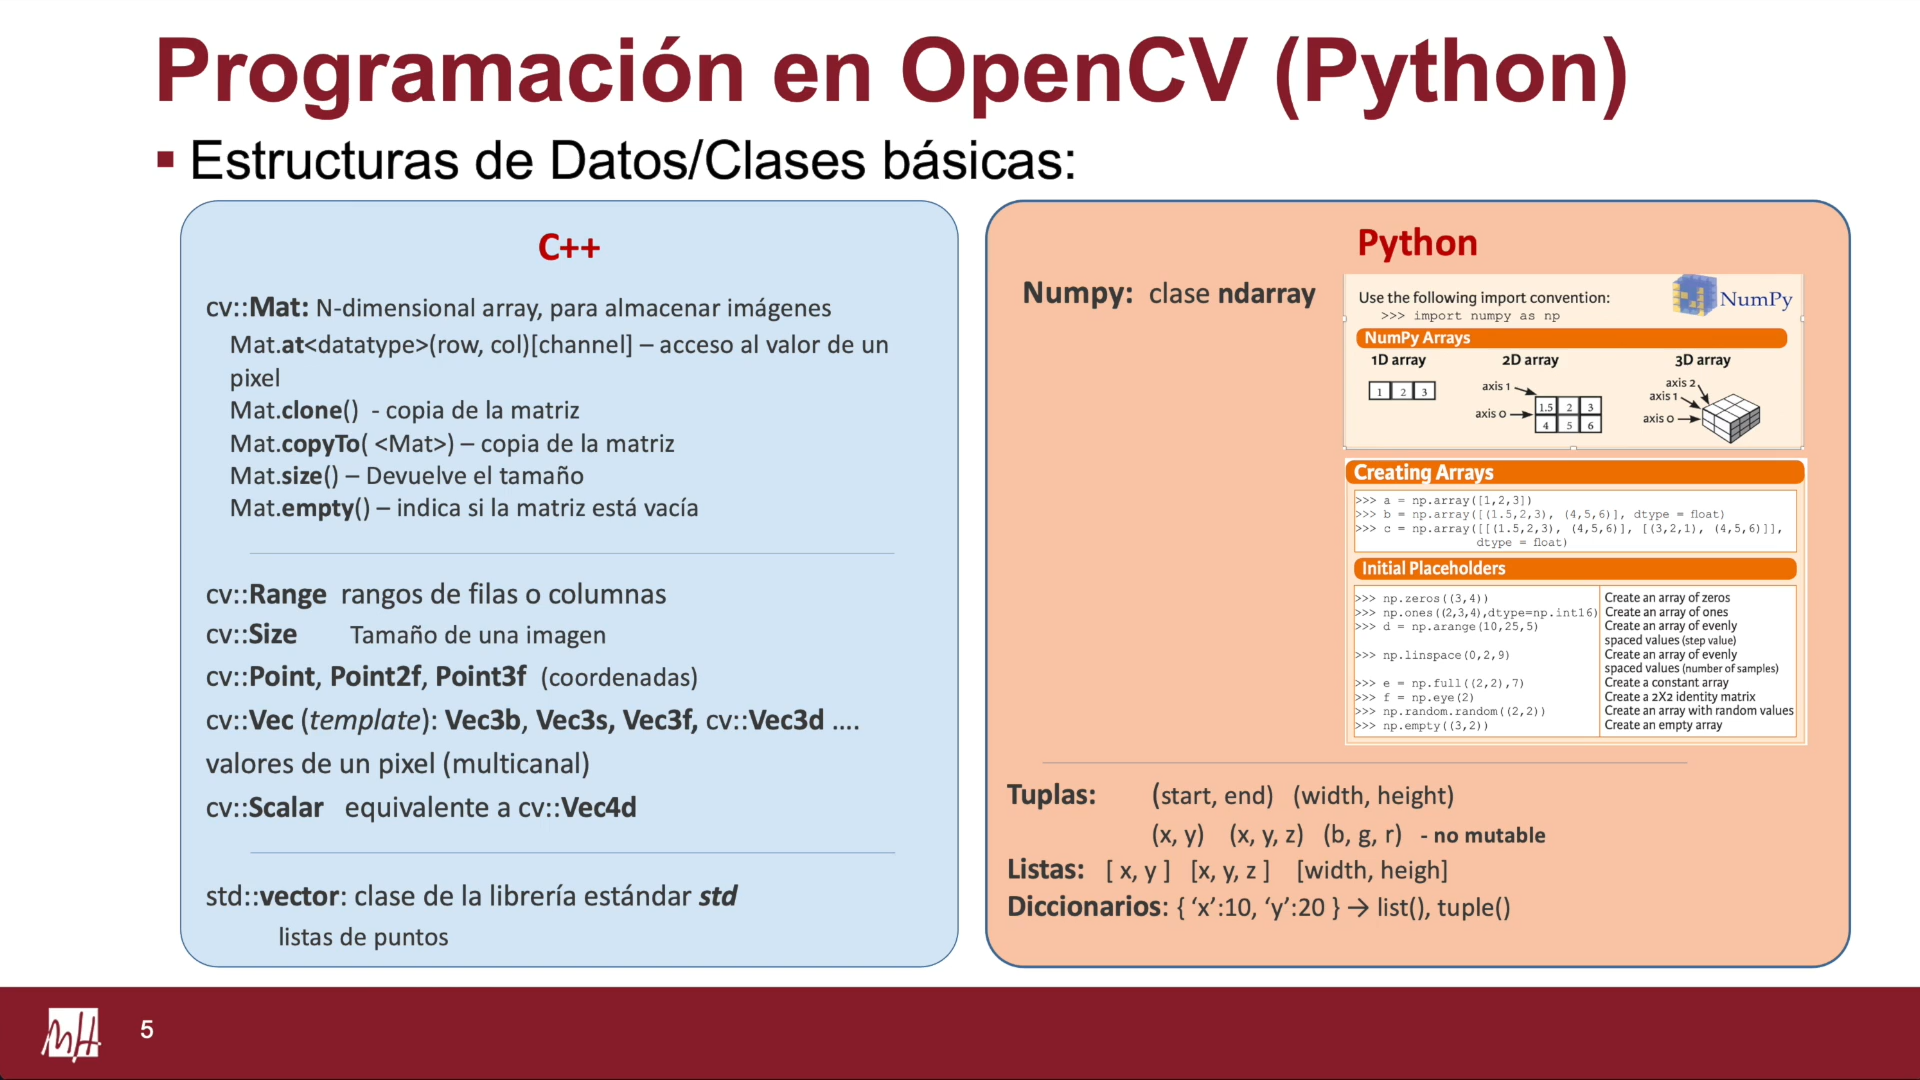 Programación en OpenCV (Python)
Estructuras de Datos/Clases básicas:
C++
cv::Mat: N-dimensional array, para almacenar imágenes
Mat.at<datatype>(row, col)[channel] – acceso al valor de un
pixel
Mat.clone()  - copia de la matriz
Mat.copyTo( <Mat>) – copia de la matriz
Mat.size() – Devuelve el tamaño
Mat.empty() – indica si la matriz está vacía
cv::Range  rangos de filas o columnas
cv::Size  Tamaño de una imagen
cv::Point, Point2f, Point3f  (coordenadas)
cv::Vec (template): Vec3b, Vec3s, Vec3f, cv::Vec3d ....
valores de un pixel (multicanal)
cv::Scalar  equivalente a cv::Vec4d
std::vector: clase de la librería estándar std
listas de puntos
Python
Numpy:  clase ndarray
Use the following import convention:
>>> import numpy as np
NumPy
NumPy Arrays
1D array  2D array  3D array
1 2 3
axis 1
axis 0
1.5 2 3
4 5 6
axis 2
axis 1
axis 0
Creating Arrays
>>> a = np.array([1,2,3])
>>> b = np.array([(1.5,2,3), (4,5,6)], dtype = float)
>>> c = np.array([[(1.5,2,3), (4,5,6)], [(3,2,1), (4,5,6)]],
dtype = float)
Initial Placeholders
>>> np.zeros((3,4))  Create an array of zeros
>>> np.ones((2,3,4),dtype=np.int16)  Create an array of ones
>>> d = np.arange(10,25,5)  Create an array of evenly
spaced values (step value)
>>> np.linspace(0,2,9)  Create an array of evenly
spaced values (number of samples)
>>> e = np.full((2,2),7)  Create a constant array
>>> f = np.eye(2)  Create a 2X2 identity matrix
>>> np.random.random((2,2))  Create an array with random values
>>> np.empty((3,2))  Create an empty array
Tuplas:  (start, end)  (width, height)
(x, y)  (x, y, z)  (b, g, r)  - no mutable
Listas:  [ x, y ]  [x, y, z ]  [width, heigh]
Diccionarios: { ‘x’:10, ‘y’:20 } → list(), tuple()
MH
5